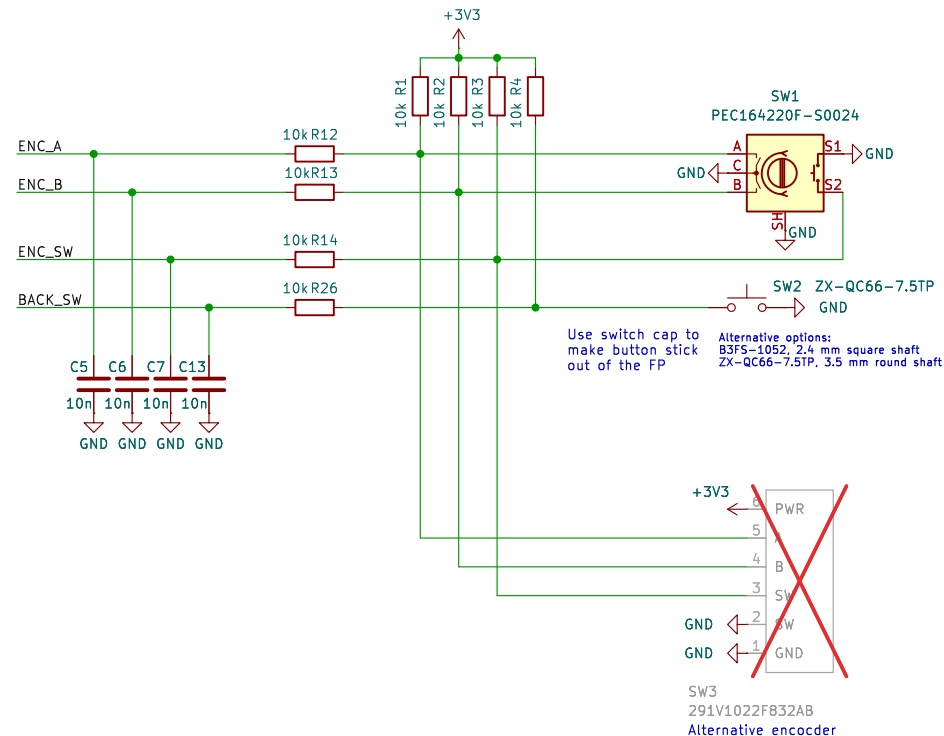 +3V3
10k R1
10k R2
10k R3
10k R4
SW1
PEC164220F-S0024
ENC_A
10k R12
A
S1
GND
GND
C
ENC_B
10k R13
B
S2
SH
GND
ENC_SW
10k R14
BACK_SW
10k R26
SW2 ZX-QC66-7.5TP
GND
Use switch cap to
make button stick
out of the FP
Alternative options:
B3FS-1052, 2.4 mm square shaft
ZX-QC66-7.5TP, 3.5 mm round shaft
C5 C6 C7 C13
10n 10n 10n 10n
GND GND GND GND
+3V3
6 PWR
5 A
4 B
3 SW
GND 2 SW
GND 1 GND
SW3
291V1022F832AB
Alternative encocder